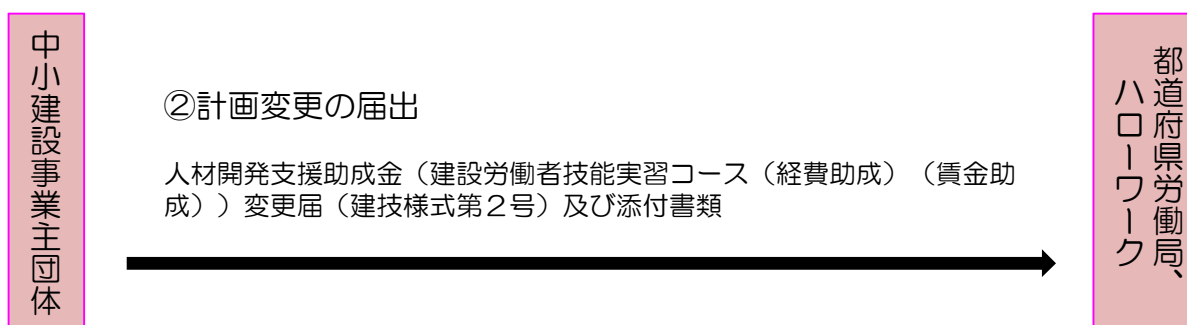 中小建設事業主団体
②計画変更の届出
人材開発支援助成金（建設労働者技能実習コース（経費助成）（賃金助
成））変更届（建技様式第２号）及び添付書類
都道府県労働局、
ハローワーク